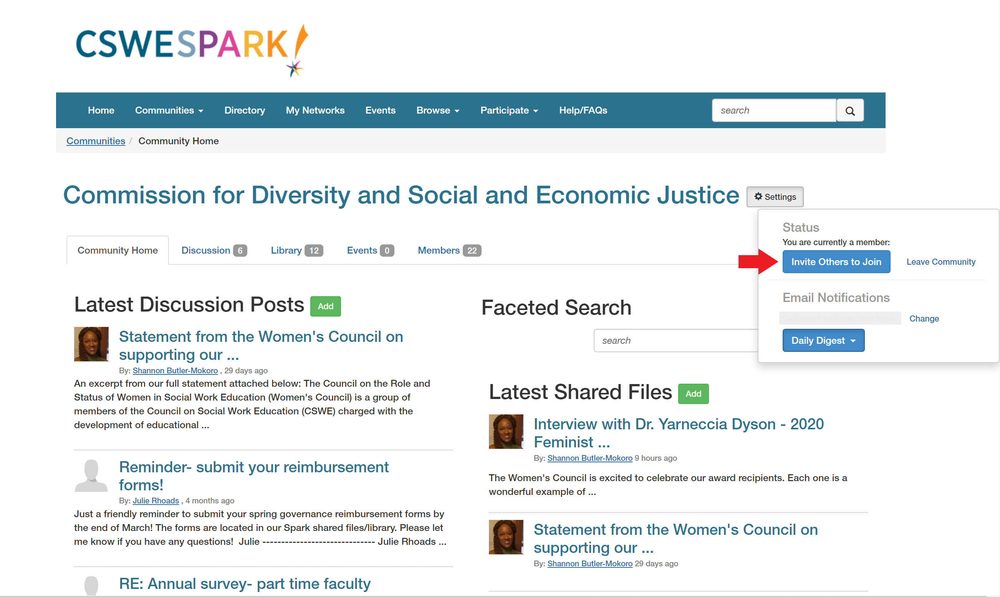 CSWESPARK!
Home Communities Directory My Networks Events Browse Participate Help/FAQs search
Communities / Community Home
Commission for Diversity and Social and Economic Justice Settings
Status
You are currently a member:
Invite Others to Join Leave Community
Email Notifications
Change
Daily Digest
Community Home Discussion 6 Library 12 Events 0 Members 22
Latest Discussion Posts Add
Statement from the Women's Council on
supporting our ...
By: Shannon Butler-Mokoro , 29 days ago
An excerpt from our full statement attached below: The Council on the Role and
Status of Women in Social Work Education (Women's Council) is a group of
members of the Council on Social Work Education (CSWE) charged with the
development of educational ...
Reminder- submit your reimbursement
forms!
By: Julie Rhoads , 4 months ago
Just a friendly reminder to submit your spring governance reimbursement forms by
the end of March! The forms are located in our Spark shared files/library. Please let
me know if you have any questions!  Julie ------------------------------ Julie Rhoads ...
RE: Annual survey- part time faculty
Faceted Search
search
Latest Shared Files Add
Interview with Dr. Yarneccia Dyson - 2020
Feminist ...
By: Shannon Butler-Mokoro 9 hours ago
The Women's Council is excited to celebrate our award recipients. Each one is a
wonderful example of ...
Statement from the Women's Council on
supporting our ...
By: Shannon Butler-Mokoro 29 days ago